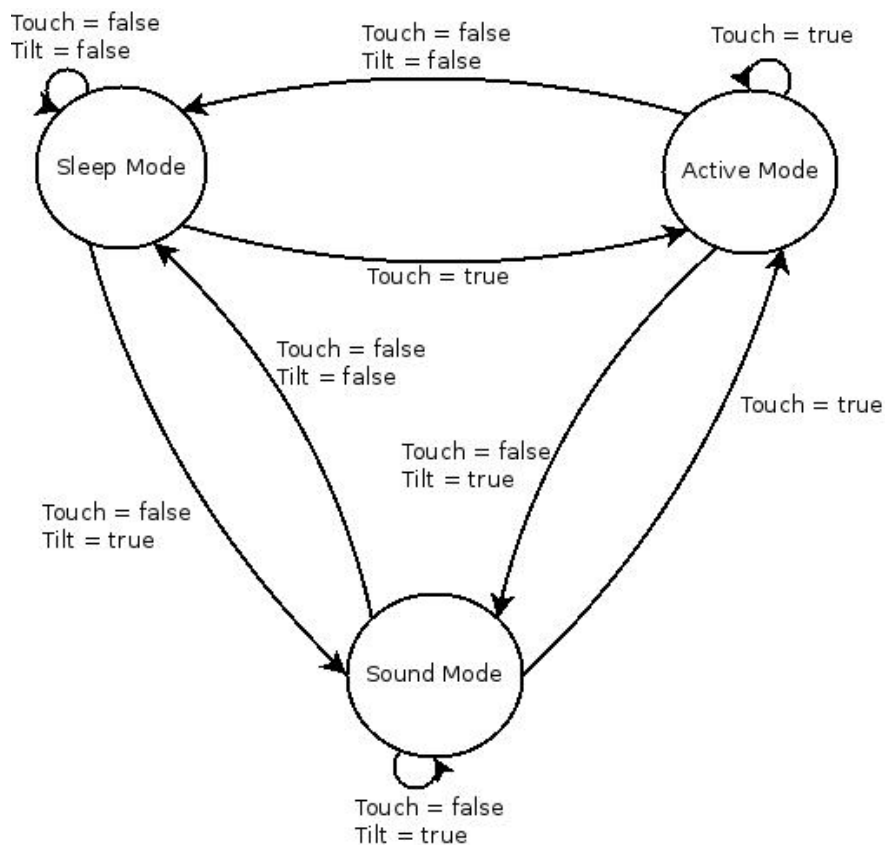 Touch = false
Tilt = false
Touch = false
Tilt = false
Touch = true
Sleep Mode
Active Mode
Touch = true
Touch = false
Tilt = false
Touch = true
Touch = false
Tilt = true
Touch = false
Tilt = true
Sound Mode
Touch = false
Tilt = true